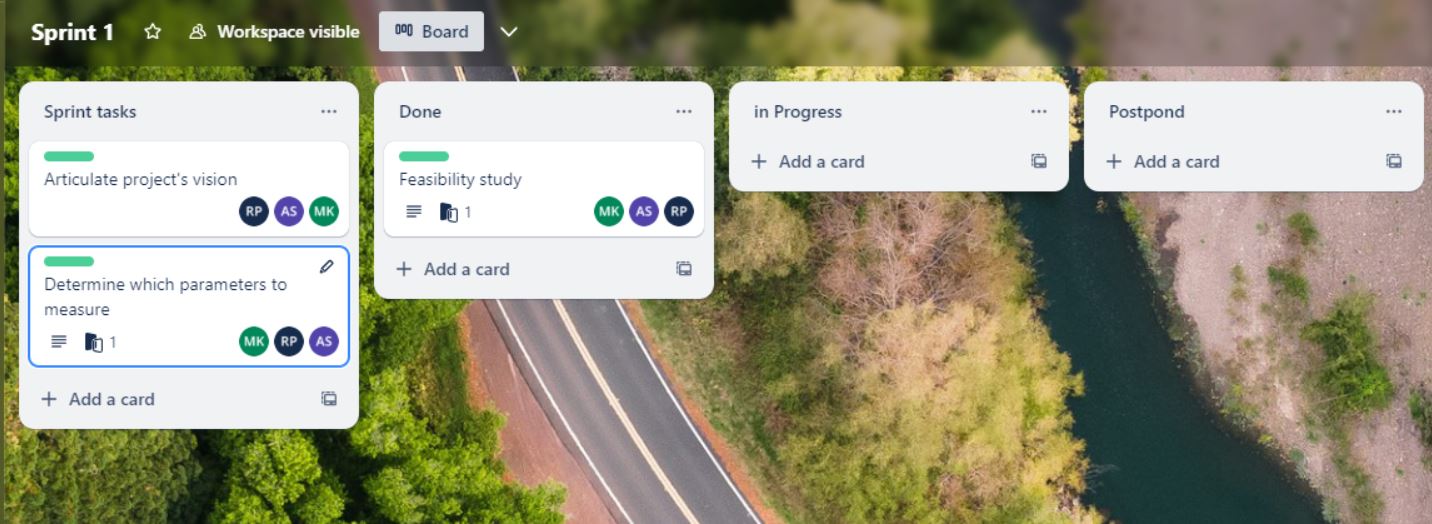 Sprint 1
Workspace visible
Board
Sprint tasks
Articulate project's vision
RP AS MK
Determine which parameters to
measure
1 MK RP AS
+ Add a card
Done
Feasibility study
1 MK AS RP
+ Add a card
in Progress
+ Add a card
Postpond
+ Add a card